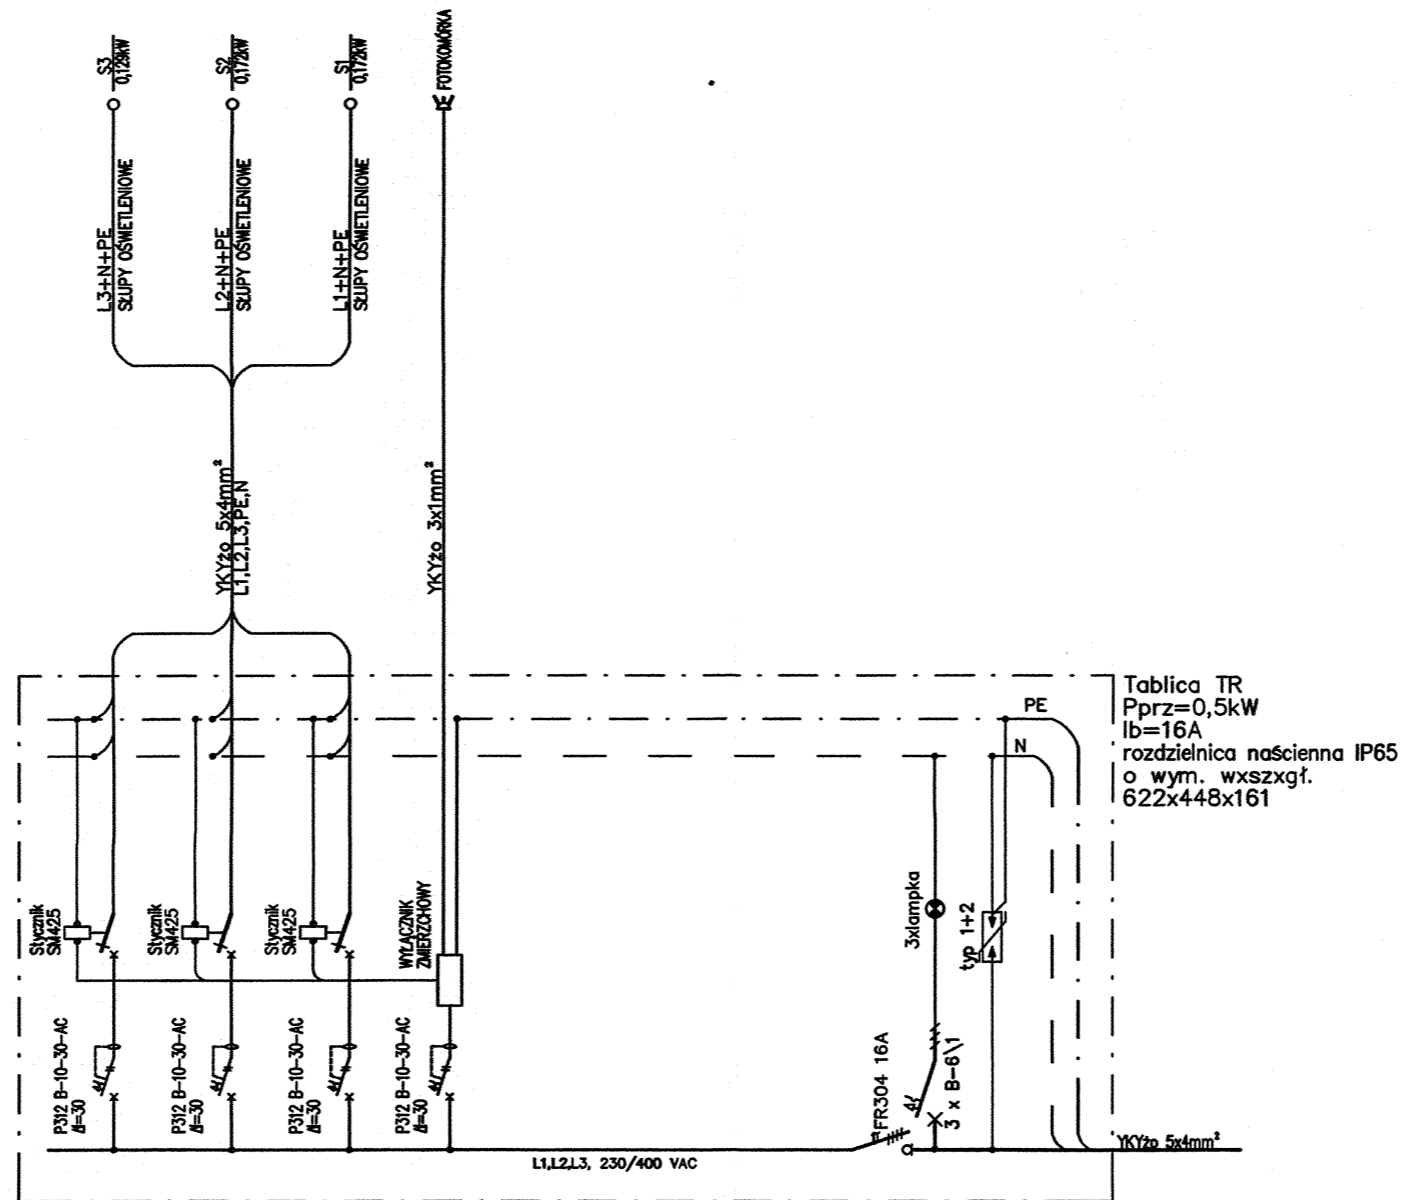 S3
0,129kW
S2
0,172kW
S1
0,172kW
FOTOKOMÓRKA
L3+N+PE
SŁUPY OŚWIETLENIOWE
L2+N+PE
SŁUPY OŚWIETLENIOWE
L1+N+PE
SŁUPY OŚWIETLENIOWE
YKYżo 5x4mm²
L1,L2,L3,PE,N
YKYżo 3x1mm²
Tablica TR
Pprz=0,5kW
Ib=16A
rozdzielnica naścienna IP65
o wym. wxszxgł.
622x448x161
PE
N
Stycznik
SM425
Stycznik
SM425
Stycznik
SM425
WYŁĄCZNIK
ZMIERZCHOWY
3xlampka
typ 1+2
P312 B-10-30-AC
Δ=30
P312 B-10-30-AC
Δ=30
P312 B-10-30-AC
Δ=30
P312 B-10-30-AC
Δ=30
FR304 16A
3 x B-6\1
YKYżo 5x4mm²
L1,L2,L3, 230/400 VAC